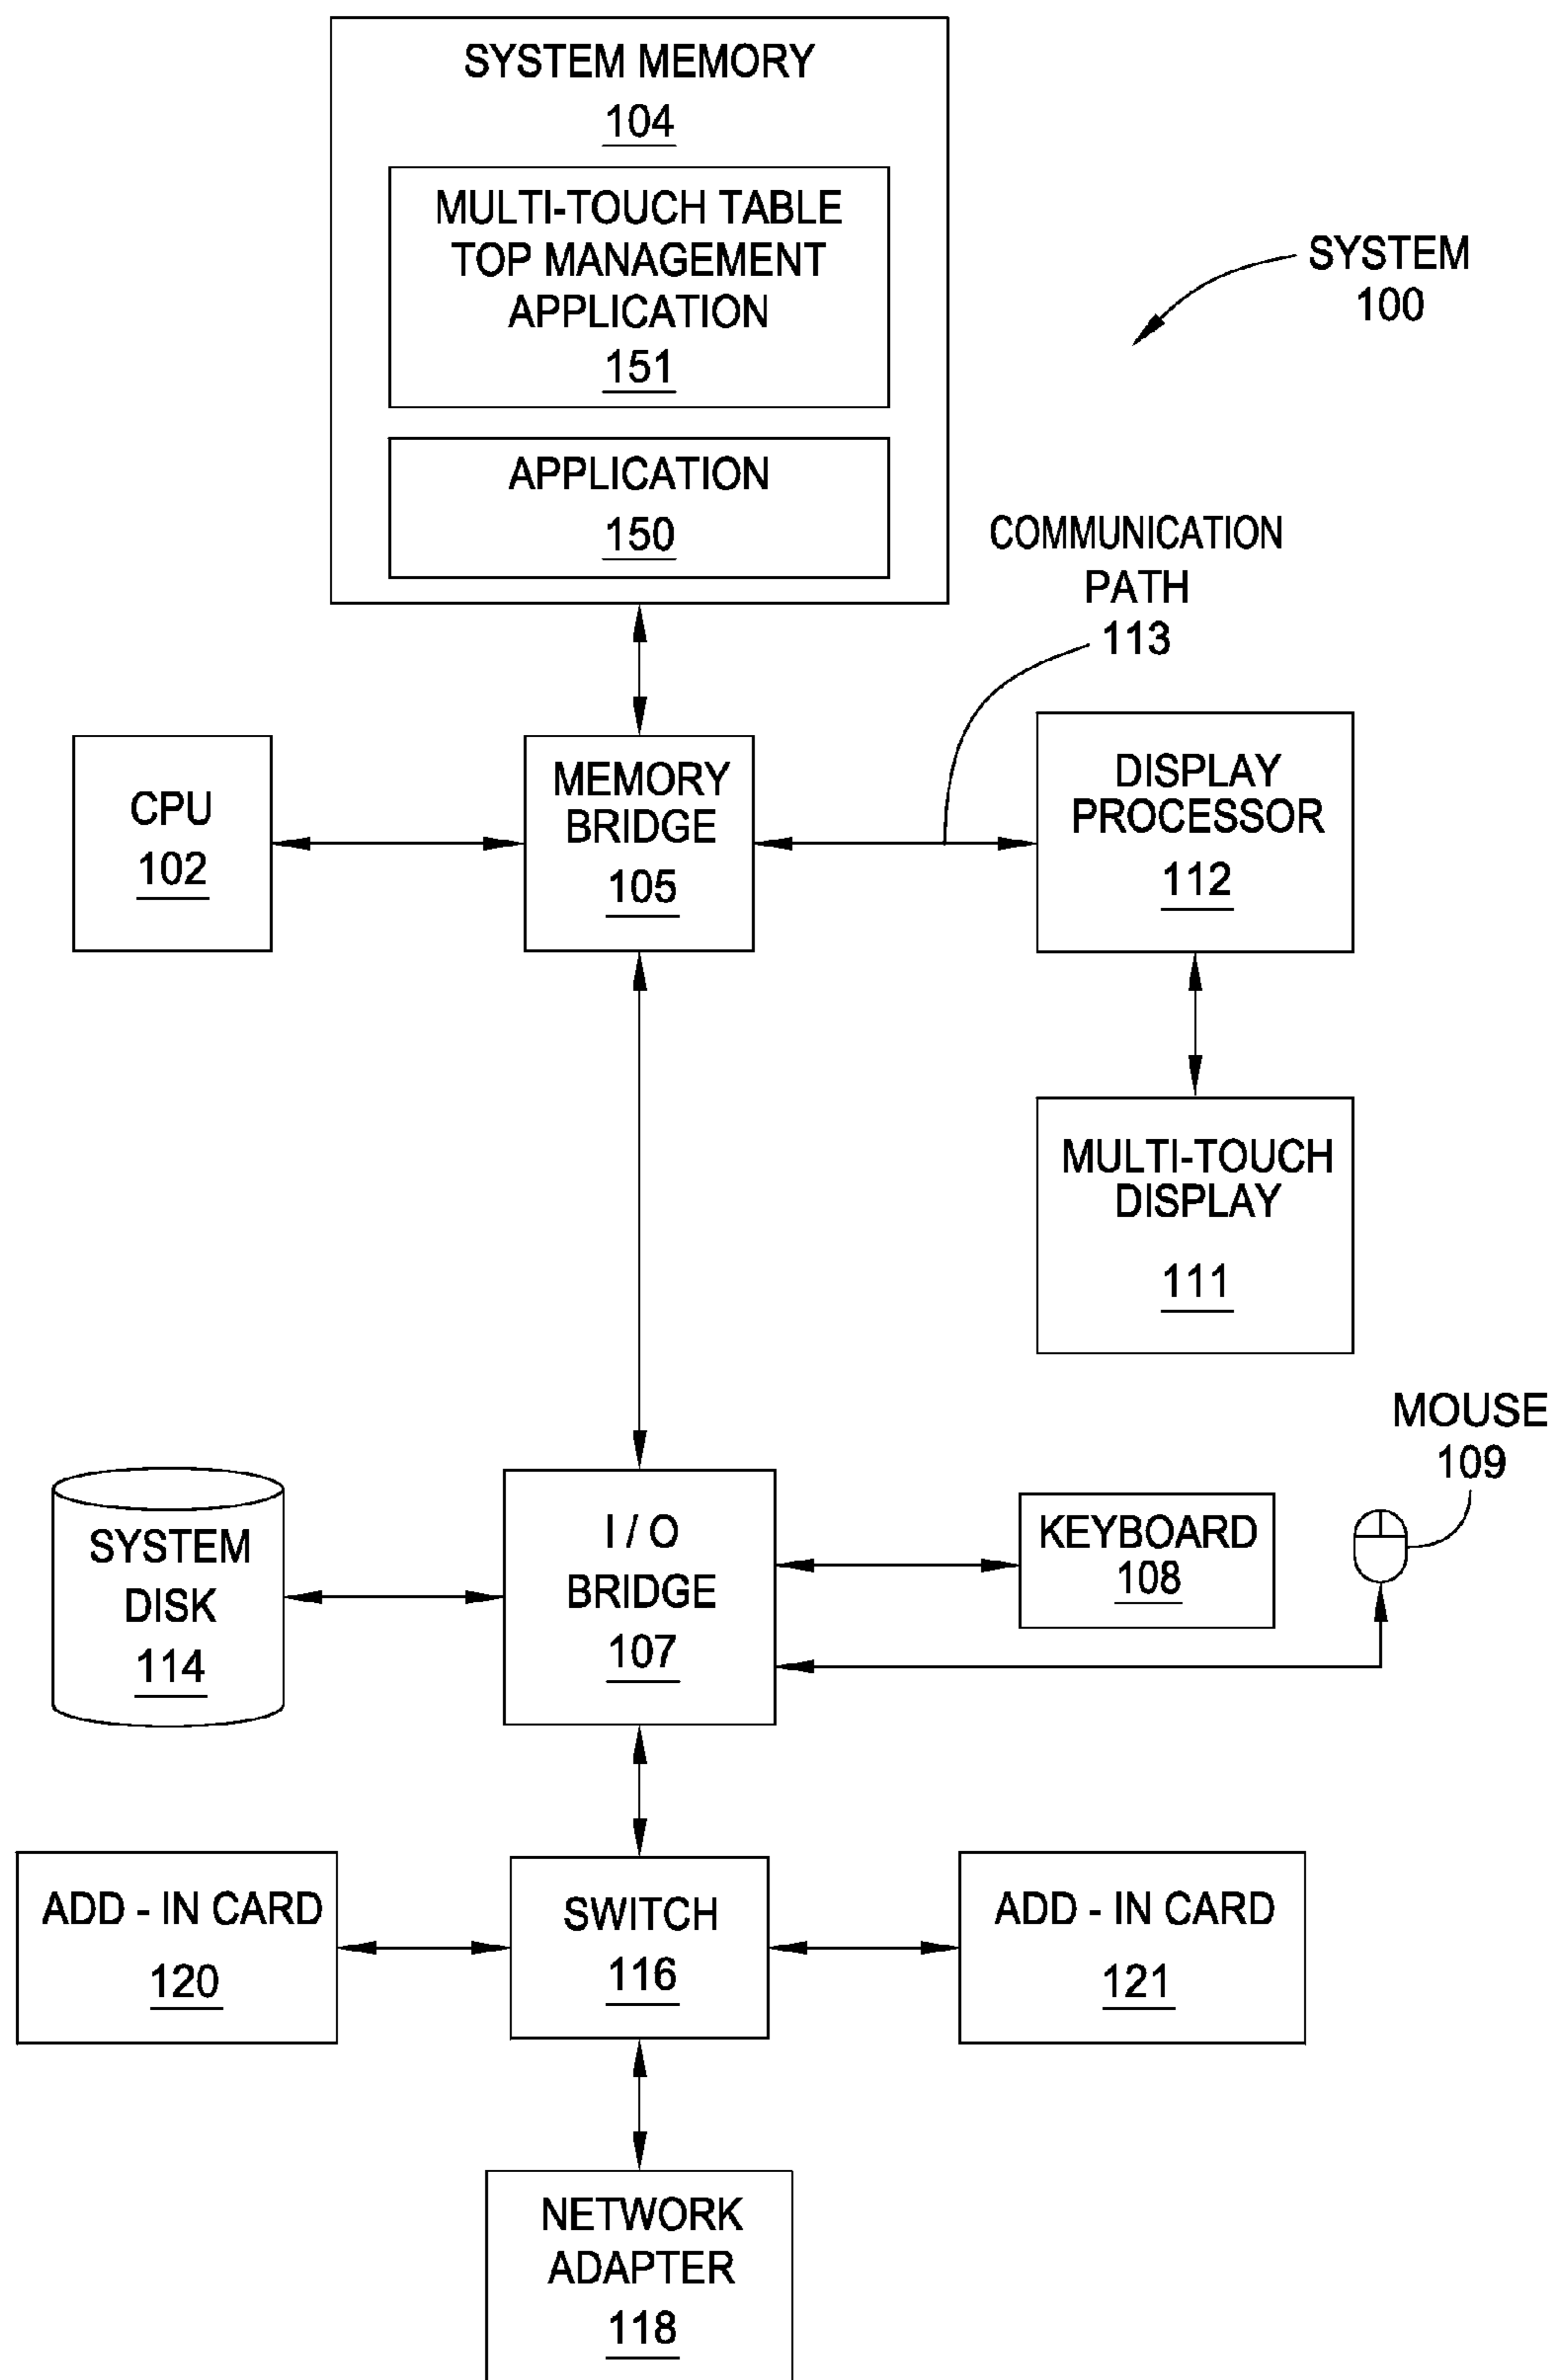 SYSTEM MEMORY
104
MULTI-TOUCH TABLE
TOP MANAGEMENT
APPLICATION
151
SYSTEM
100
APPLICATION
150
COMMUNICATION
PATH
113
CPU
102
MEMORY
BRIDGE
105
DISPLAY
PROCESSOR
112
MULTI-TOUCH
DISPLAY
111
MOUSE
109
SYSTEM
DISK
114
I / O
BRIDGE
107
KEYBOARD
108
ADD - IN CARD
120
SWITCH
116
ADD - IN CARD
121
NETWORK
ADAPTER
118